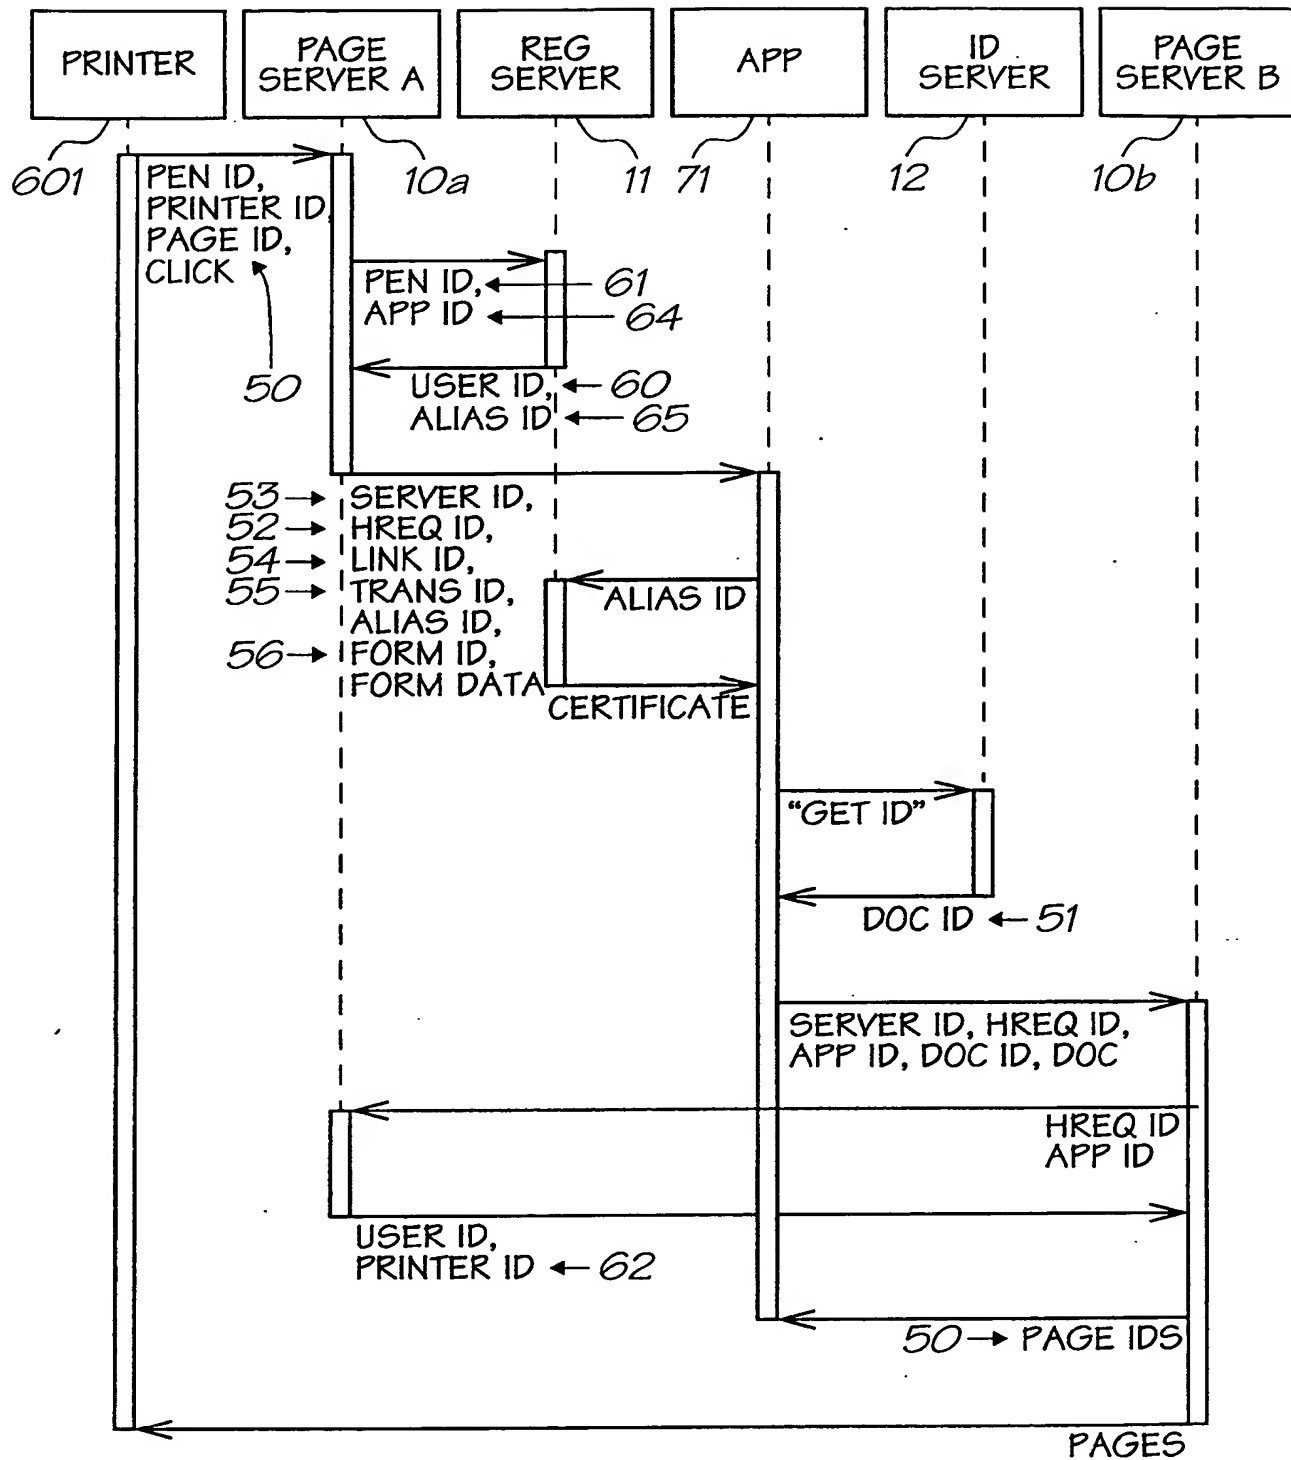 PRINTER
PAGE
SERVER A
REG
SERVER
APP
ID
SERVER
PAGE
SERVER B
601
10a
11
71
12
10b
PEN ID,
PRINTER ID,
PAGE ID,
CLICK
50
PEN ID,
61
APP ID
64
USER ID,
60
ALIAS ID
65
53
SERVER ID,
52
HREQ ID,
54
LINK ID,
55
TRANS ID,
ALIAS ID,
56
FORM ID,
FORM DATA
ALIAS ID
CERTIFICATE
“GET ID”
DOC ID
51
SERVER ID, HREQ ID,
APP ID, DOC ID, DOC
HREQ ID
APP ID
USER ID,
PRINTER ID
62
50
PAGE IDS
PAGES